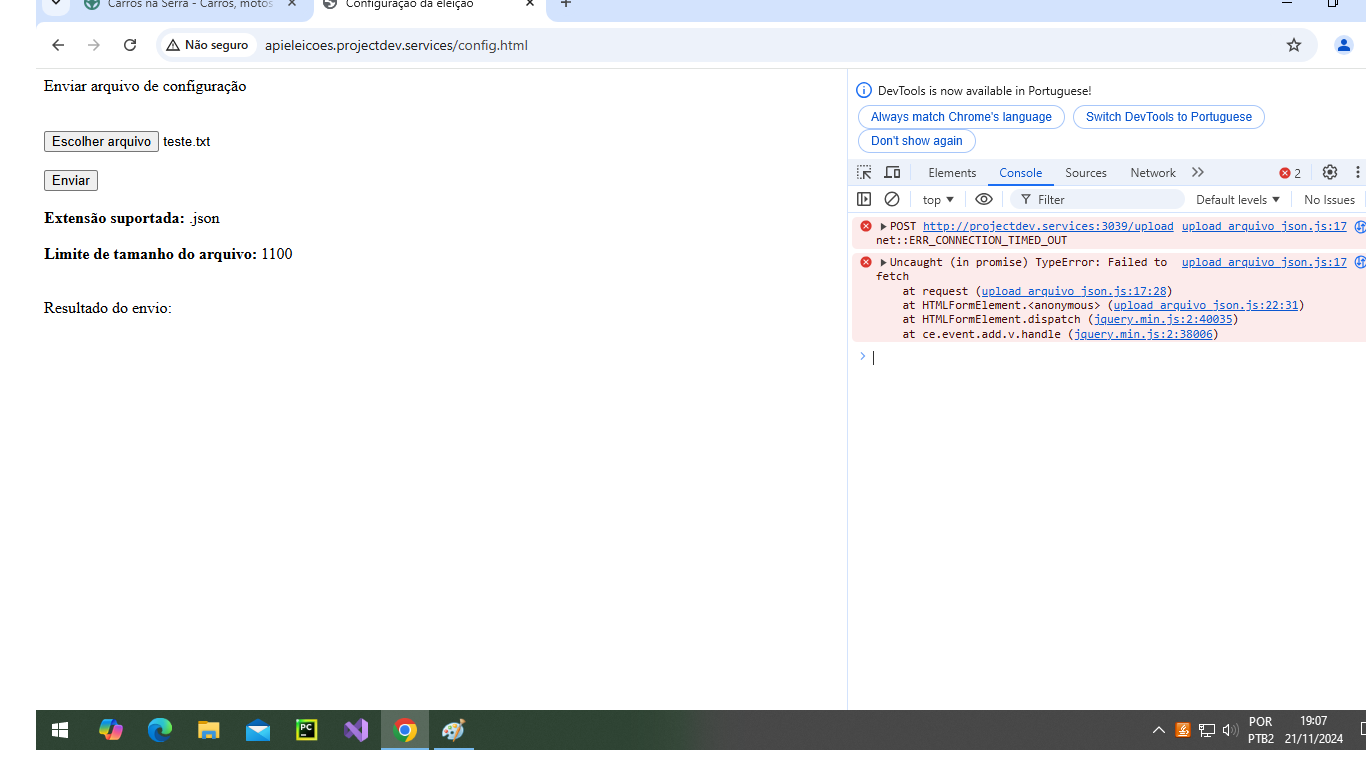 Carros na Serra - Carros, motos
Configuração da eleição
Não seguro
apieleicoes.projectdev.services/config.html
Enviar arquivo de configuração
Escolher arquivo teste.txt
Enviar
Extensão suportada: .json
Limite de tamanho do arquivo: 1100
Resultado do envio:
DevTools is now available in Portuguese!
Always match Chrome's language
Switch DevTools to Portuguese
Don't show again
Elements Console Sources Network 2
top Filter Default levels No Issues
POST http://projectdev.services:3039/upload upload_arquivo_json.js:17
net::ERR_CONNECTION_TIMED_OUT
Uncaught (in promise) TypeError: Failed to upload_arquivo_json.js:17
fetch
at request (upload_arquivo_json.js:17:28)
at HTMLFormElement.<anonymous> (upload_arquivo_json.js:22:31)
at HTMLFormElement.dispatch (jquery.min.js:2:40035)
at ce.event.add.v.handle (jquery.min.js:2:38006)
PC
POR
PTB2
19:07
21/11/2024